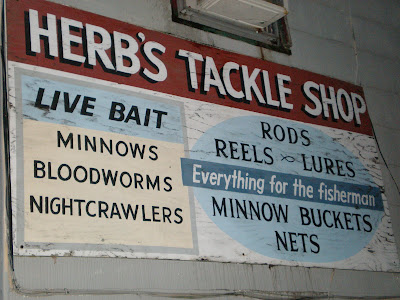 HERB'S TACKLE SHOP
LIVE BAIT
MINNOWS
BLOODWORMS
NIGHTCRAWLERS
RODS
REELS ~ LURES
Everything for the fisherman
MINNOW BUCKETS
NETS